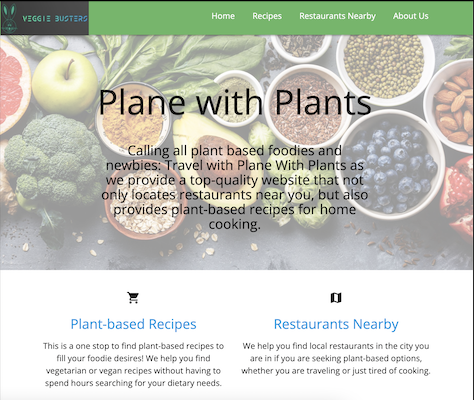 VEGGIE BUSTERS
Home Recipes Restaurants Nearby About Us
Plane with Plants
Calling all plant based foodies and
newbies: Travel with Plane With Plants as
we provide a top-quality website that not
only locates restaurants near you, but also
provides plant-based recipes for home
cooking.
Plant-based Recipes
This is a one stop to find plant-based recipes to
fill your foodie desires! We help you find
vegetarian or vegan recipes without having to
spend hours searching for your dietary needs.
Restaurants Nearby
We help you find local restaurants in the city you
are in if you are seeking plant-based options,
whether you are traveling or just tired of cooking.